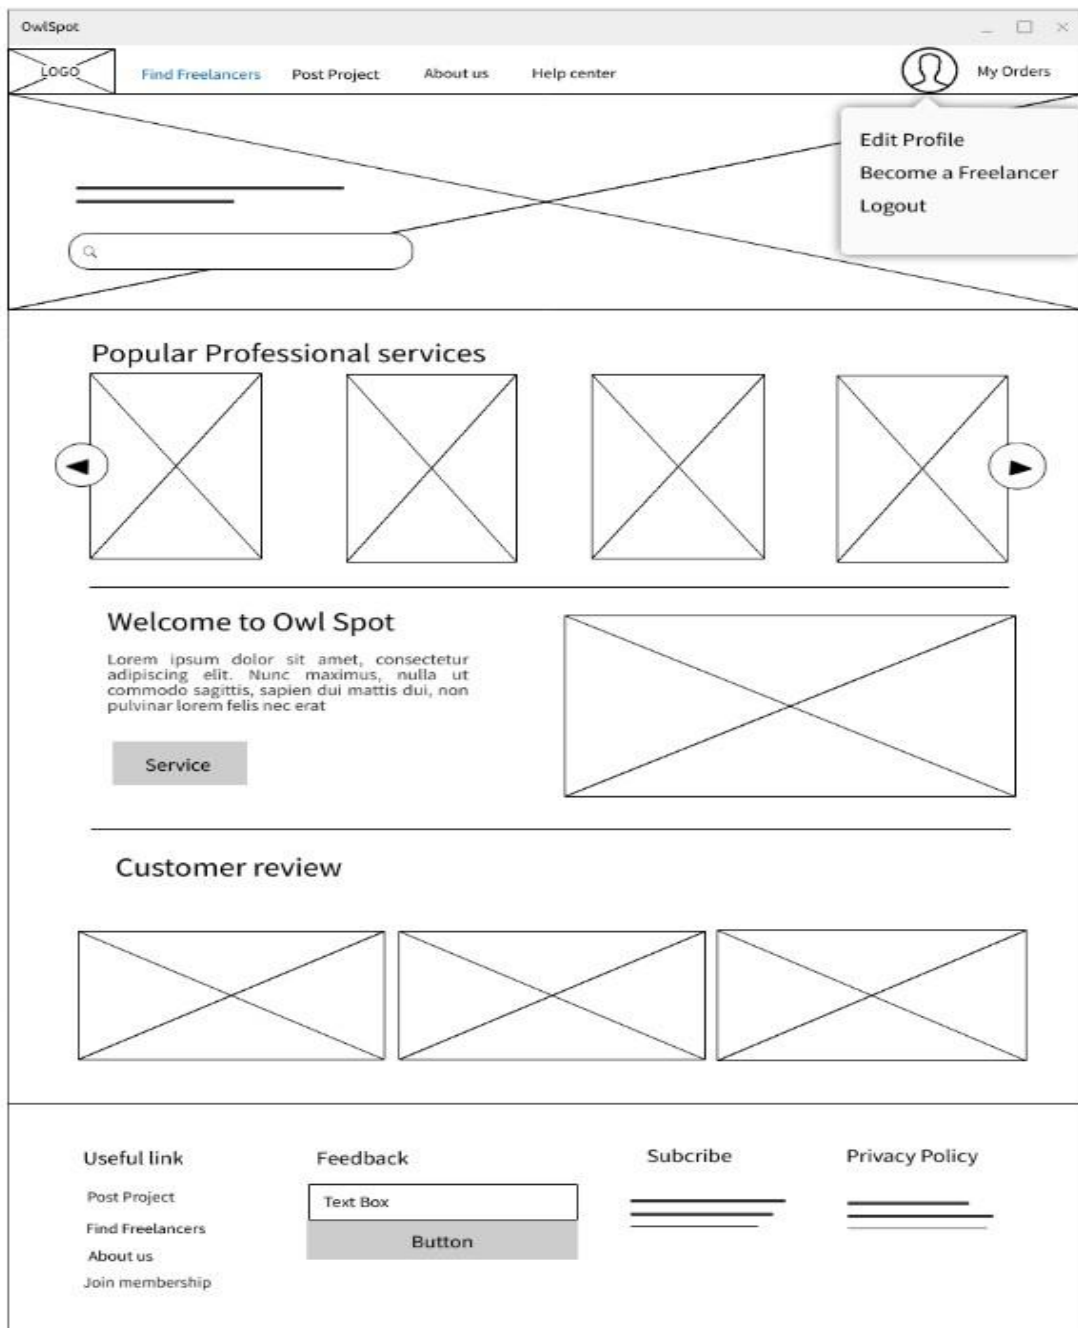 OwlSpot
LOGO
Find Freelancers
Post Project
About us
Help center
My Orders
Edit Profile
Become a Freelancer
Logout
Popular Professional services
Welcome to Owl Spot
Lorem ipsum dolor sit amet, consectetur
adipiscing elit. Nunc maximus, nulla ut
commodo sagittis, sapien dui mattis dui, non
pulvinar lorem felis nec erat
Service
Customer review
Useful link
Post Project
Find Freelancers
About us
Join membership
Feedback
Text Box
Button
Subcribe
Privacy Policy